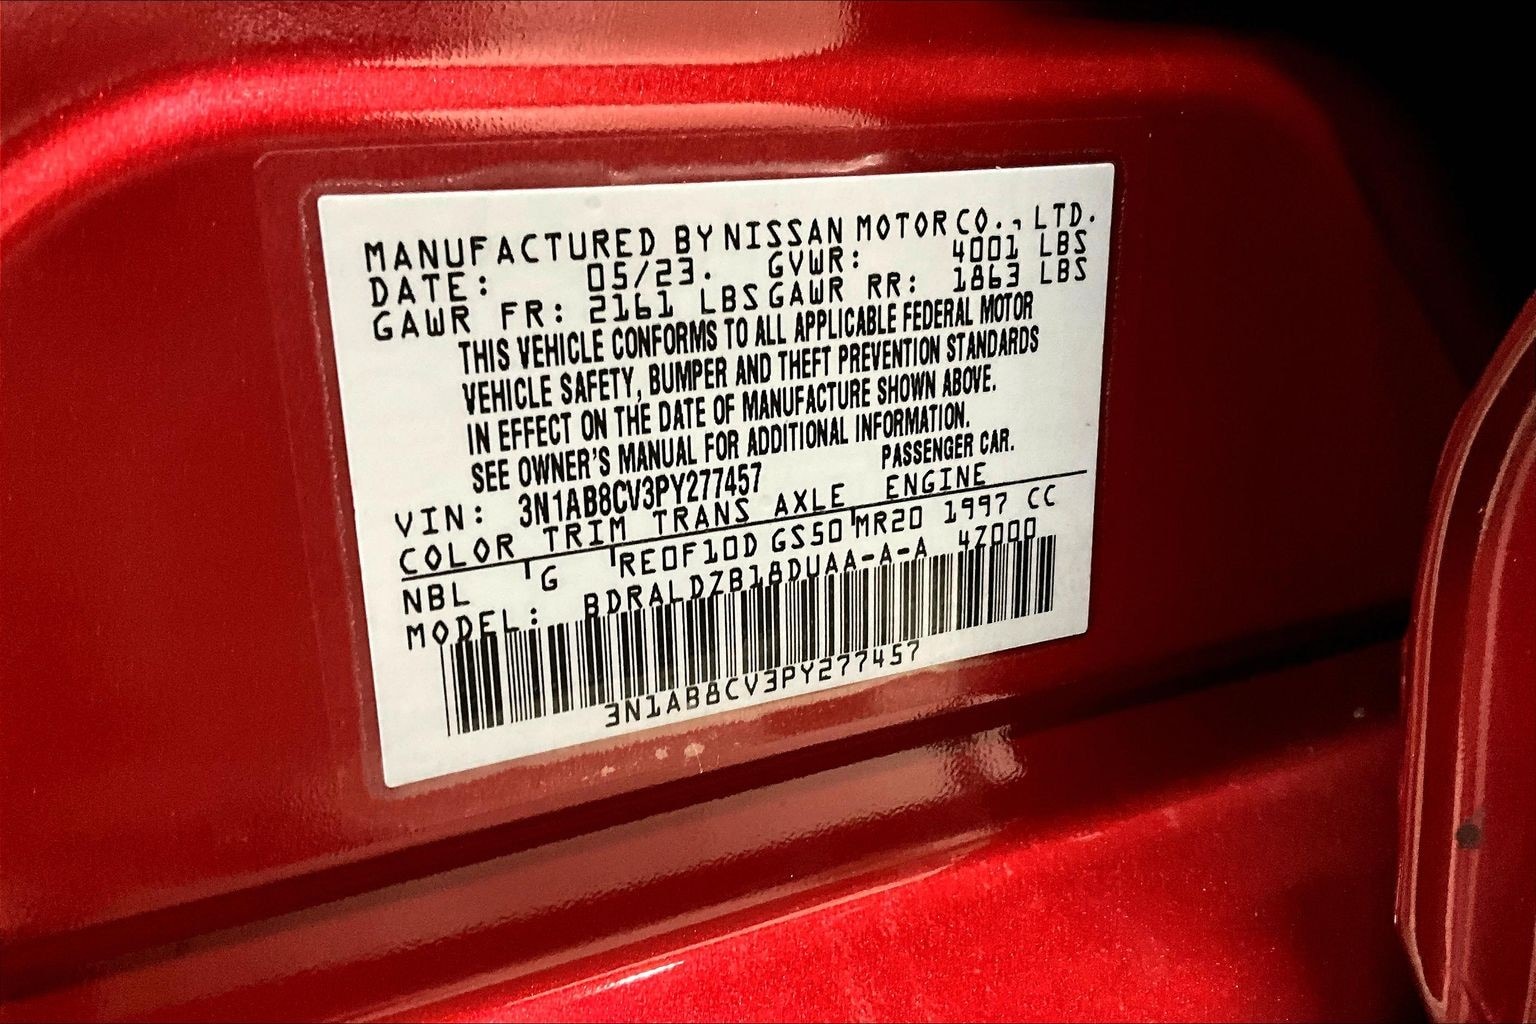 MANUFACTURED BY NISSAN MOTOR CO., LTD.
DATE: 05/23. GVWR: 4001 LBS
GAWR FR: 2161 LBS GAWR RR: 1863 LBS
THIS VEHICLE CONFORMS TO ALL APPLICABLE FEDERAL MOTOR
VEHICLE SAFETY, BUMPER AND THEFT PREVENTION STANDARDS
IN EFFECT ON THE DATE OF MANUFACTURE SHOWN ABOVE.
SEE OWNER'S MANUAL FOR ADDITIONAL INFORMATION.
VIN: 3N1AB8CV3PY277457 PASSENGER CAR.
COLOR TRIM TRANS AXLE ENGINE
NBL G RE0F10D GS50 MR20 1997 CC
MODEL: BDRALDZB18DUAA-A-A 4Z000
3N1AB8CV3PY277457